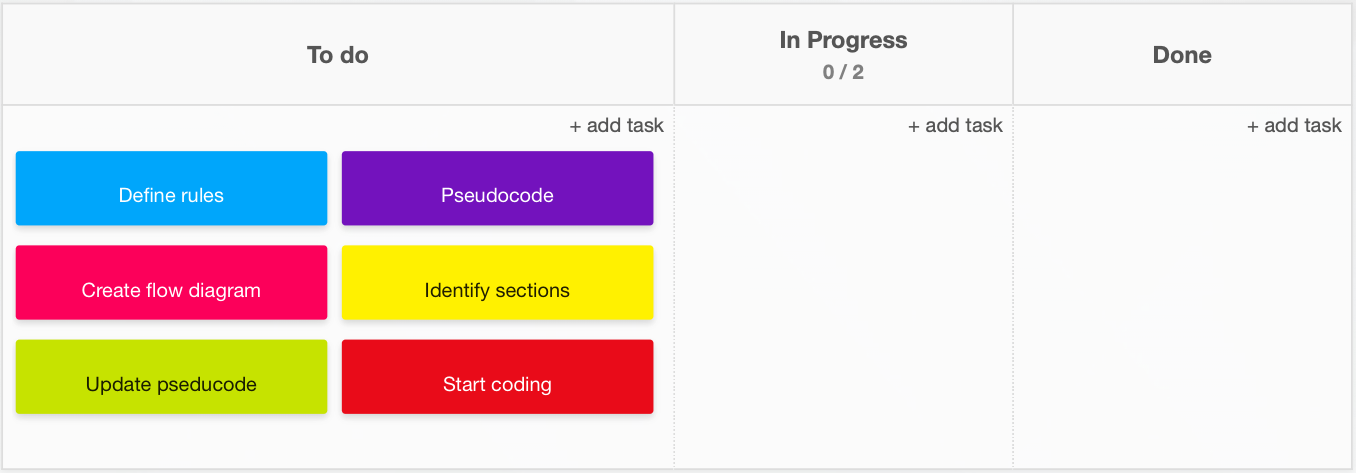 To do
In Progress
0 / 2
Done
+ add task
+ add task
+ add task
Define rules
Pseudocode
Create flow diagram
Identify sections
Update pseducode
Start coding